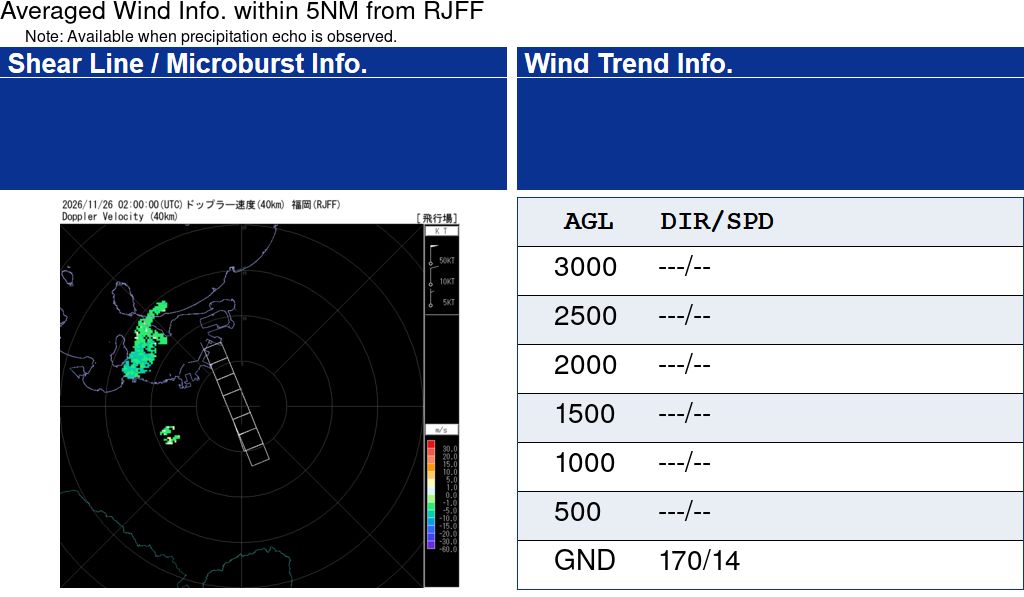 Averaged Wind Info. within 5NM from RJFF
Note: Available when precipitation echo is observed.
Shear Line / Microburst Info.
Wind Trend Info.
2026/11/26 02:00:00(UTC) ドップラー速度(40km) 福岡(RJFF)
Doppler Velocity (40km)
[飛行場]
KT
50KT
10KT
5KT
m/s
30.0
20.0
15.0
10.0
5.0
1.0
0.0
-1.0
-5.0
-10.0
-15.0
-20.0
-30.0
-60.0
AGL DIR/SPD
3000 ---/--
2500 ---/--
2000 ---/--
1500 ---/--
1000 ---/--
500 ---/--
GND 170/14